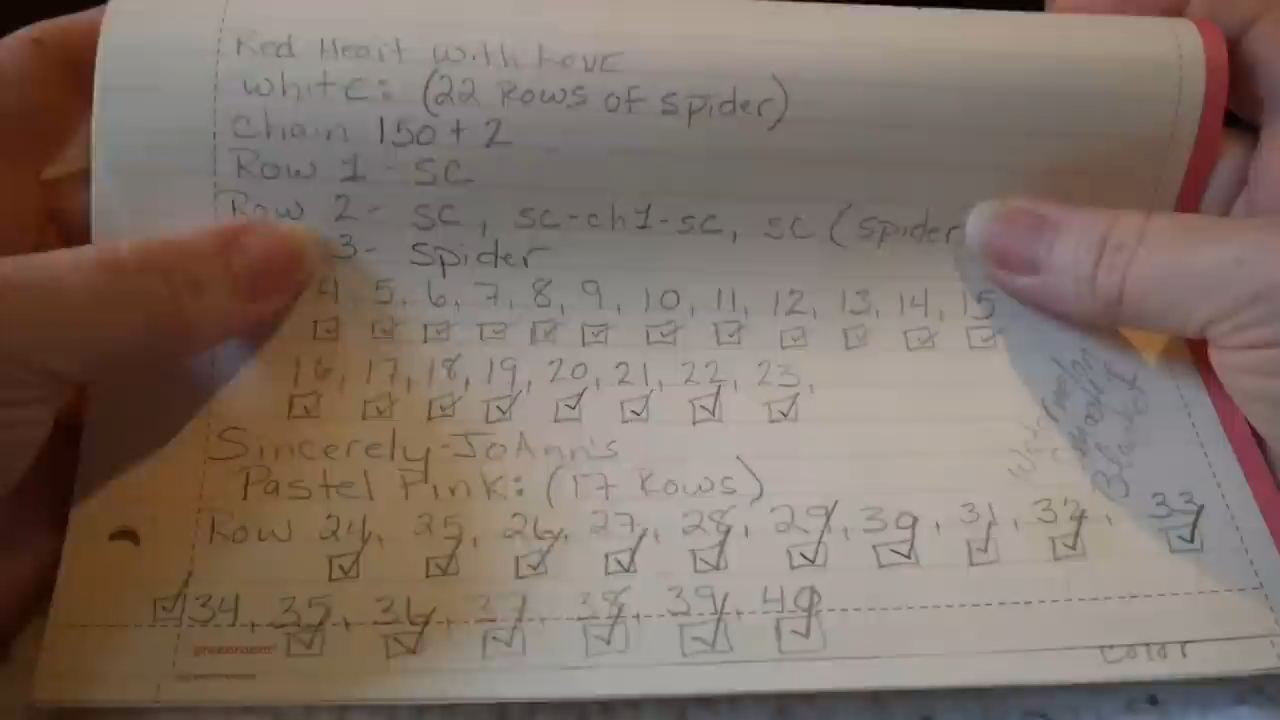 Red Heart With Love
White: (22 Rows of spider)
Chain 150 + 2
Row 1 - SC
Row 2 - SC, SC-ch1-SC, SC (spider
3 - Spider
4, 5, 6, 7, 8, 9, 10, 11, 12, 13, 14, 15
16, 17, 18, 19, 20, 21, 22, 23,
Sincerely-JoAnn's
Pastel Pink: (17 Rows)
Row 24, 25, 26, 27, 28, 29, 30, 31, 32, 33
34, 35, 36, 37, 38, 39, 40
Blanket
greenroom
Color